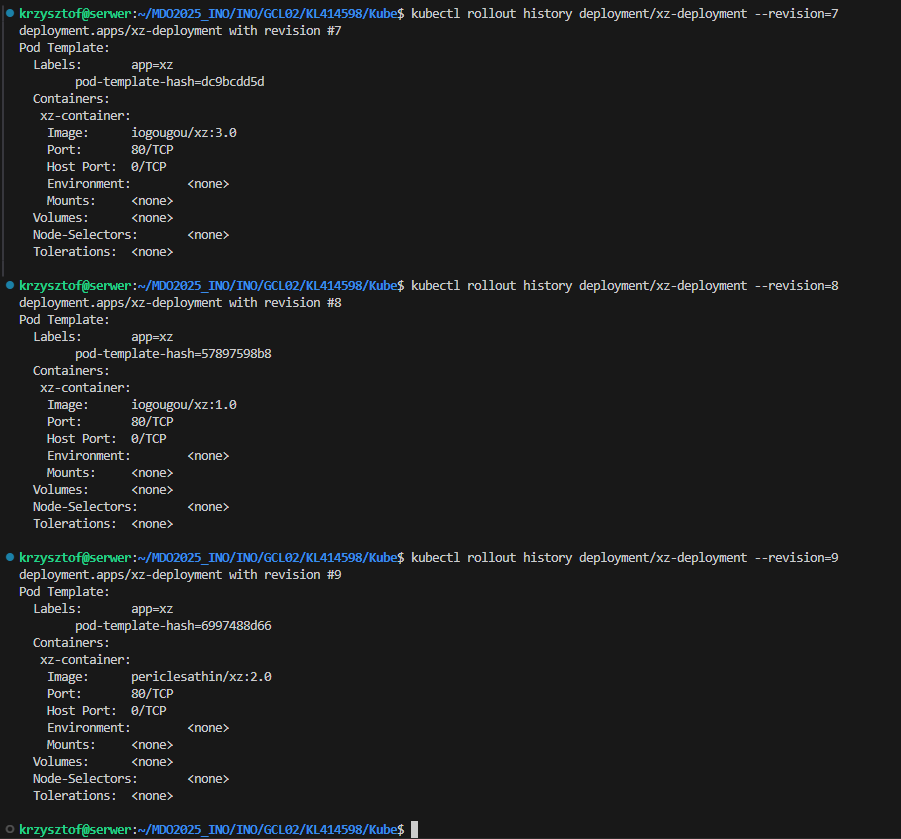 krzysztof@serwer:~/MDO2025_INO/INO/GCL02/KL414598/Kube$ kubectl rollout history deployment/xz-deployment --revision=7
deployment.apps/xz-deployment with revision #7
Pod Template:
  Labels:       app=xz
        pod-template-hash=dc9bcdd5d
  Containers:
   xz-container:
    Image:      iogougou/xz:3.0
    Port:       80/TCP
    Host Port:  0/TCP
    Environment:        <none>
    Mounts:     <none>
  Volumes:      <none>
  Node-Selectors:       <none>
  Tolerations:  <none>

krzysztof@serwer:~/MDO2025_INO/INO/GCL02/KL414598/Kube$ kubectl rollout history deployment/xz-deployment --revision=8
deployment.apps/xz-deployment with revision #8
Pod Template:
  Labels:       app=xz
        pod-template-hash=57897598b8
  Containers:
   xz-container:
    Image:      iogougou/xz:1.0
    Port:       80/TCP
    Host Port:  0/TCP
    Environment:        <none>
    Mounts:     <none>
  Volumes:      <none>
  Node-Selectors:       <none>
  Tolerations:  <none>

krzysztof@serwer:~/MDO2025_INO/INO/GCL02/KL414598/Kube$ kubectl rollout history deployment/xz-deployment --revision=9
deployment.apps/xz-deployment with revision #9
Pod Template:
  Labels:       app=xz
        pod-template-hash=6997488d66
  Containers:
   xz-container:
    Image:      periclesathin/xz:2.0
    Port:       80/TCP
    Host Port:  0/TCP
    Environment:        <none>
    Mounts:     <none>
  Volumes:      <none>
  Node-Selectors:       <none>
  Tolerations:  <none>

krzysztof@serwer:~/MDO2025_INO/INO/GCL02/KL414598/Kube$